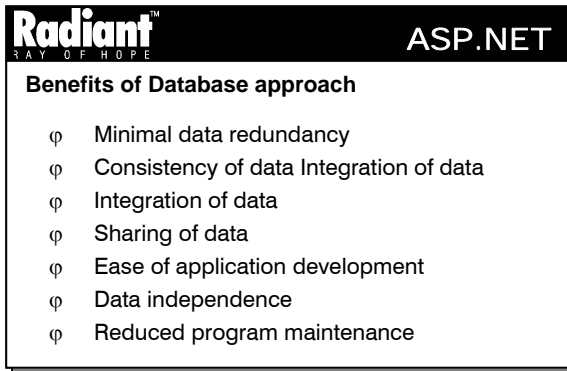 Radiant™ ASP.NET
RAY OF HOPE
Benefits of Database approach
φ Minimal data redundancy
φ Consistency of data Integration of data
φ Integration of data
φ Sharing of data
φ Ease of application development
φ Data independence
φ Reduced program maintenance